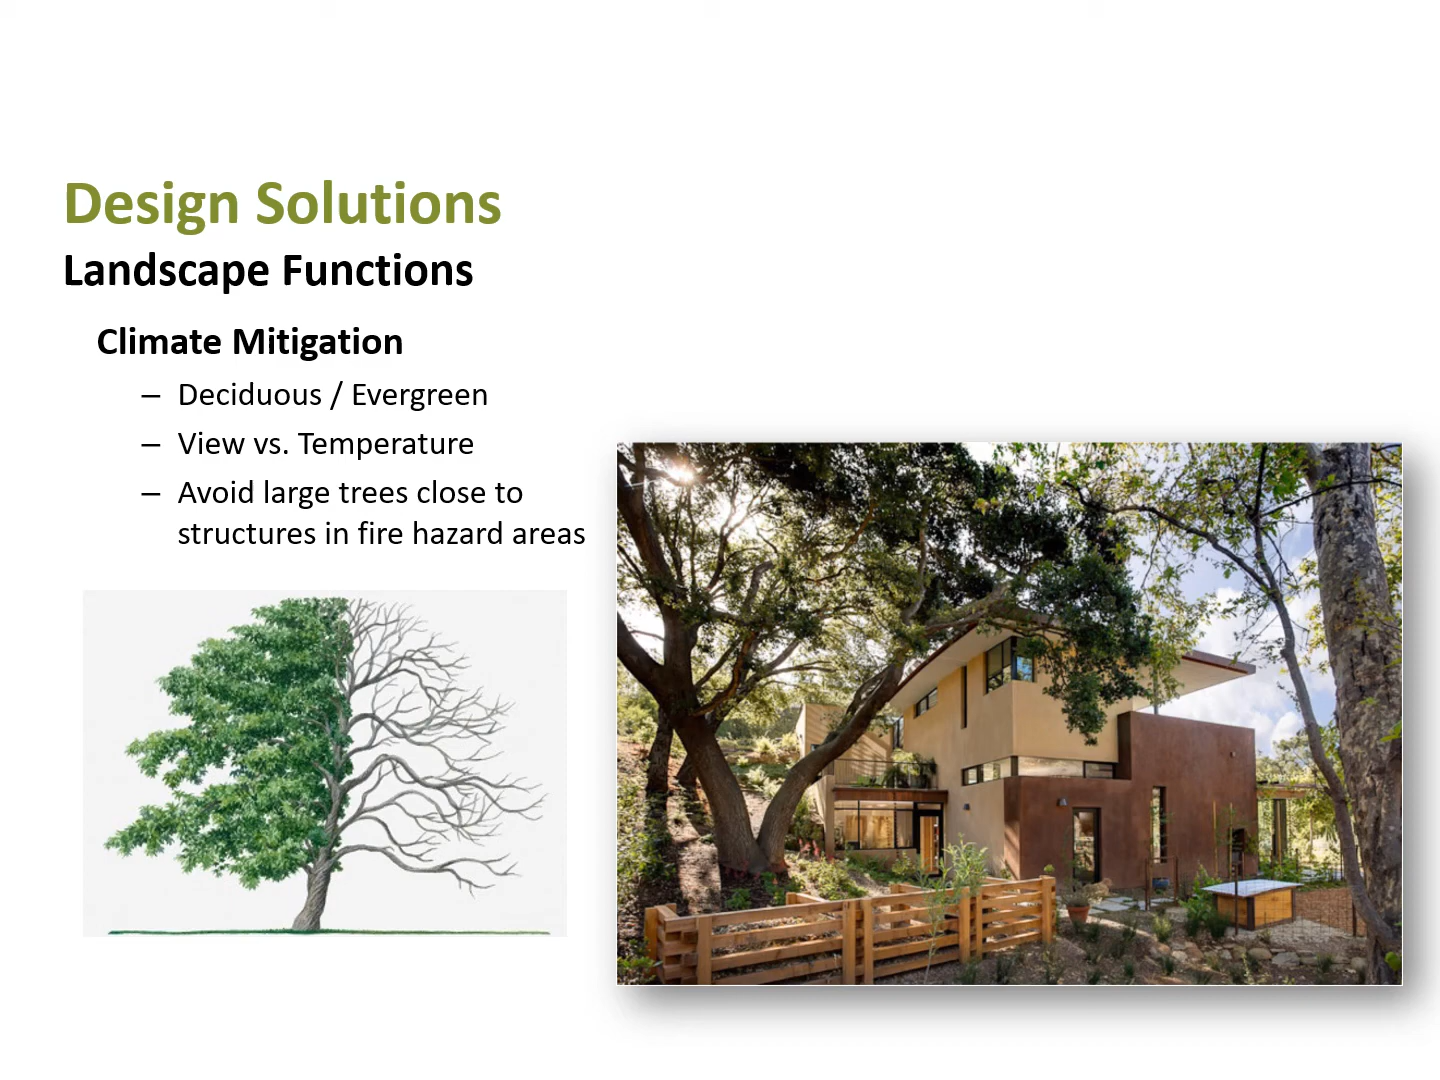 Design Solutions
Landscape Functions
Climate Mitigation
– Deciduous / Evergreen
– View vs. Temperature
– Avoid large trees close to
structures in fire hazard areas